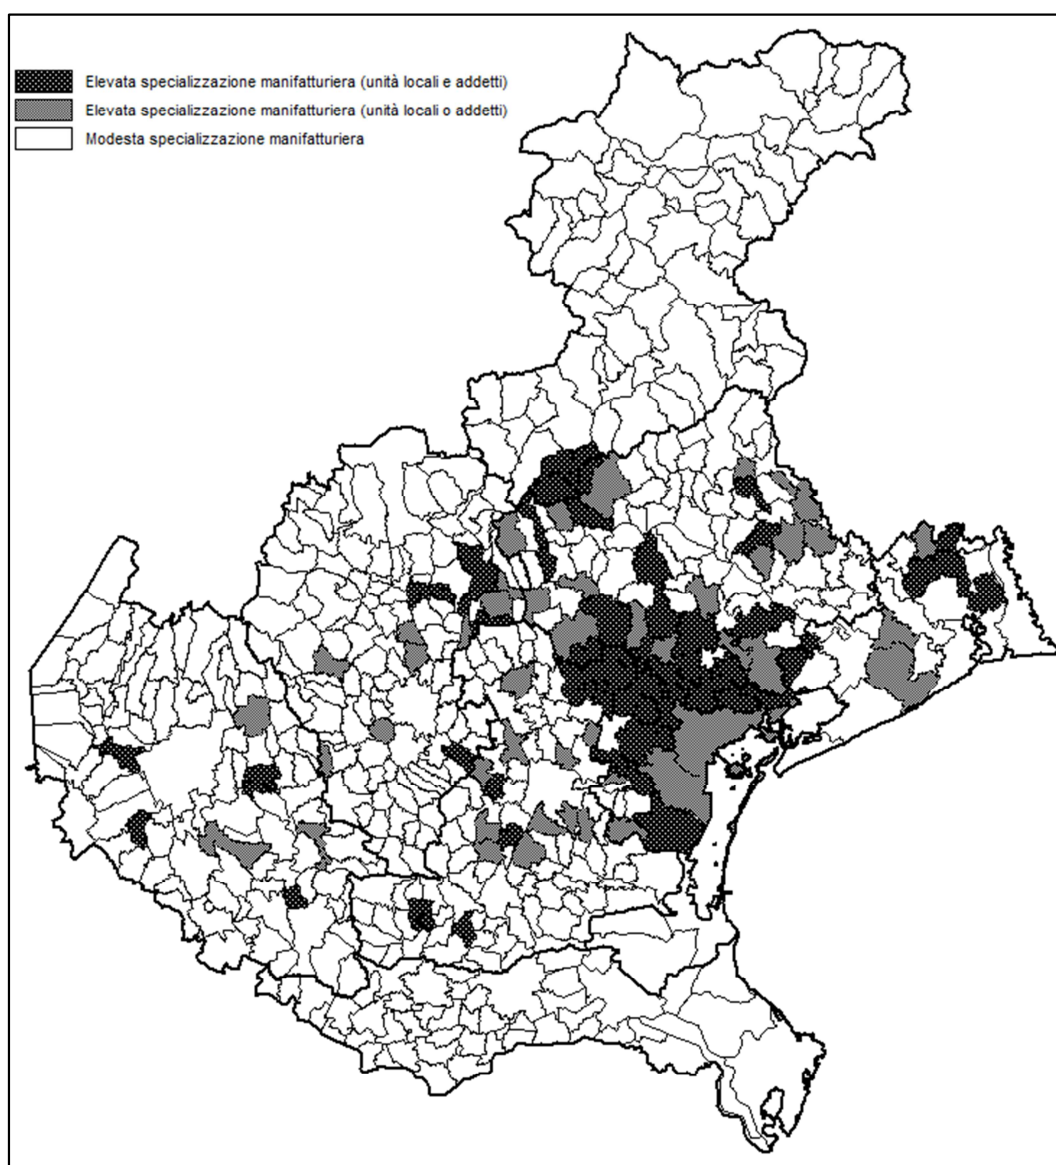 Elevata specializzazione manifatturiera (unità locali e addetti)
Elevata specializzazione manifatturiera (unità locali o addetti)
Modesta specializzazione manifatturiera